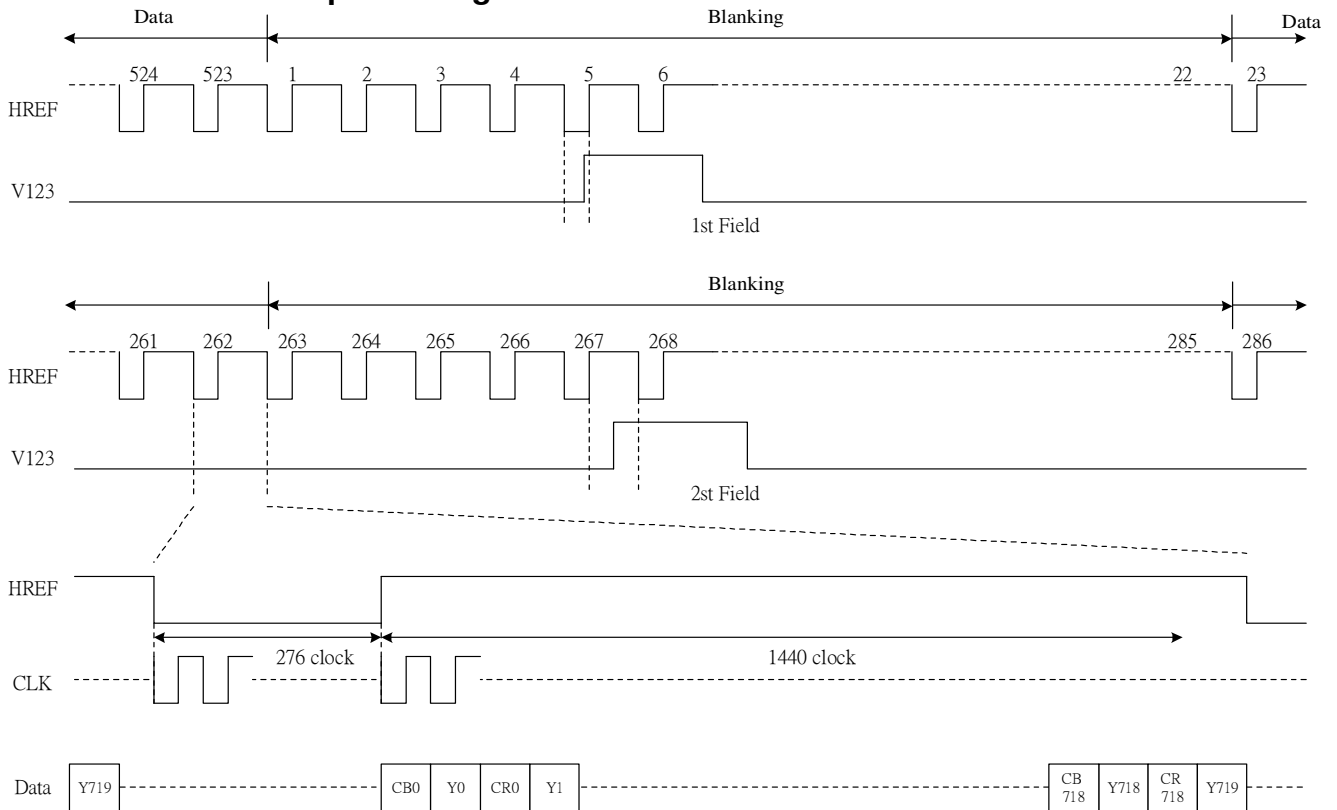 Data Blanking Data
524 523 1 2 3 4 5 6 22 23
HREF
V123
1st Field
Blanking
261 262 263 264 265 266 267 268 285 286
HREF
V123
2st Field
HREF
276 clock 1440 clock
CLK
Data Y719 CB0 Y0 CR0 Y1 CB 718 Y718 CR 718 Y719